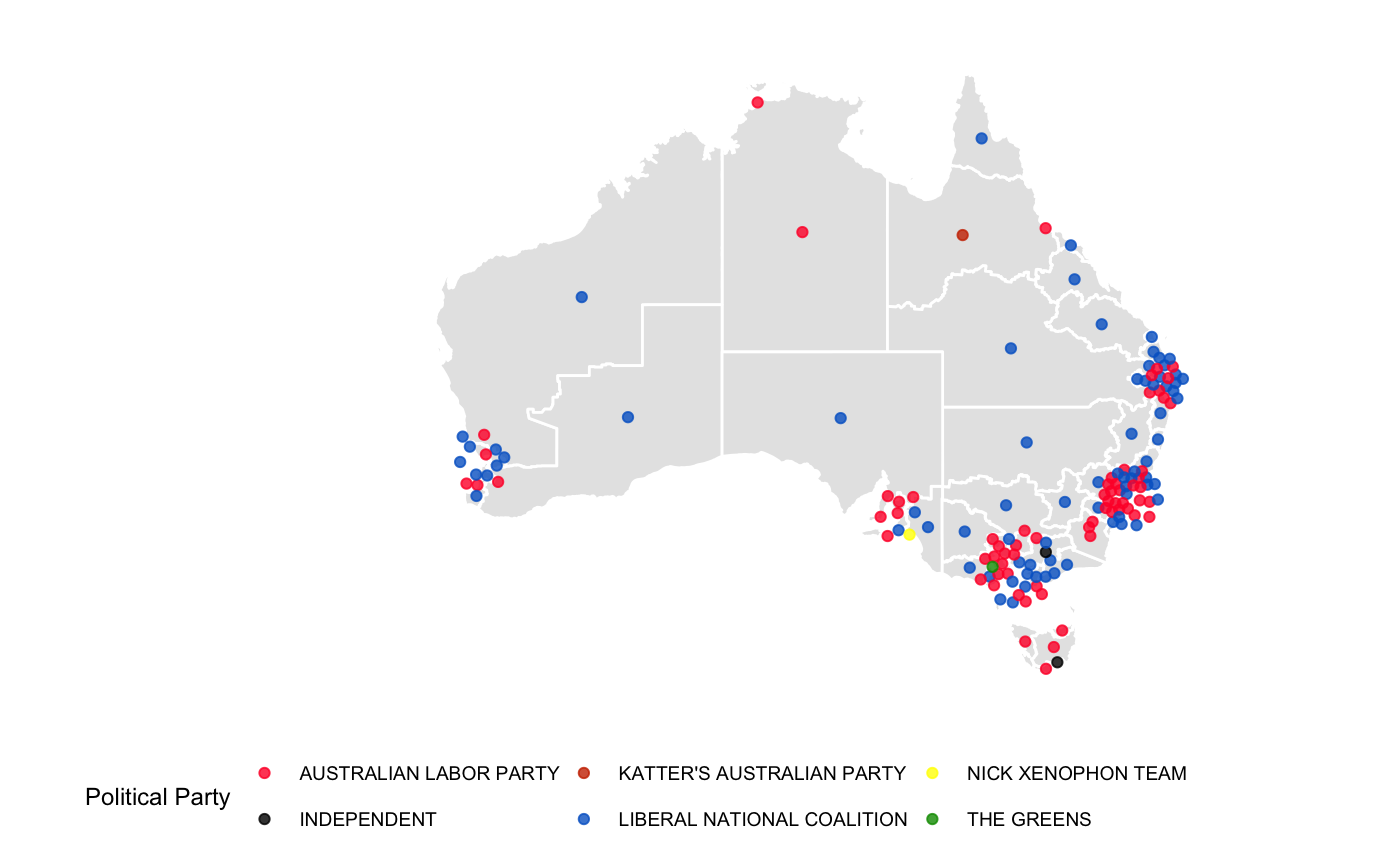 Political Party
AUSTRALIAN LABOR PARTY
KATTER'S AUSTRALIAN PARTY
NICK XENOPHON TEAM
INDEPENDENT
LIBERAL NATIONAL COALITION
THE GREENS